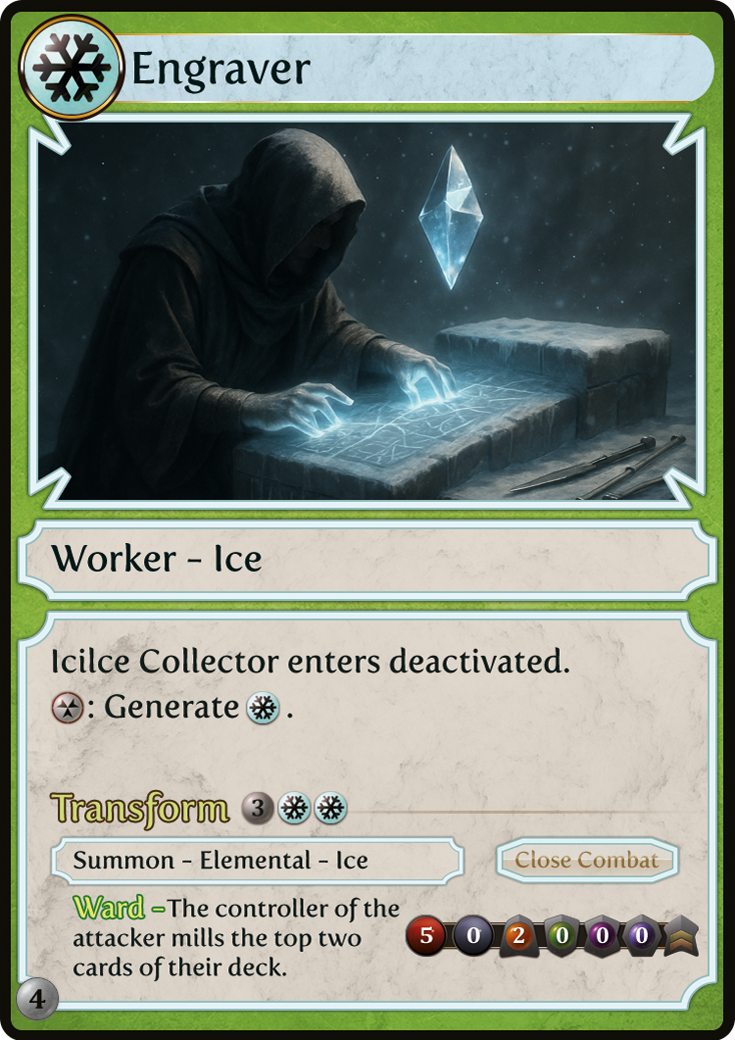 Engraver
Worker – Ice
Icilce Collector enters deactivated.
: Generate .
Transform 3
Summon – Elemental – Ice
Close Combat
Ward –The controller of the
attacker mills the top two
cards of their deck.
5 0 2 0 0 0
4